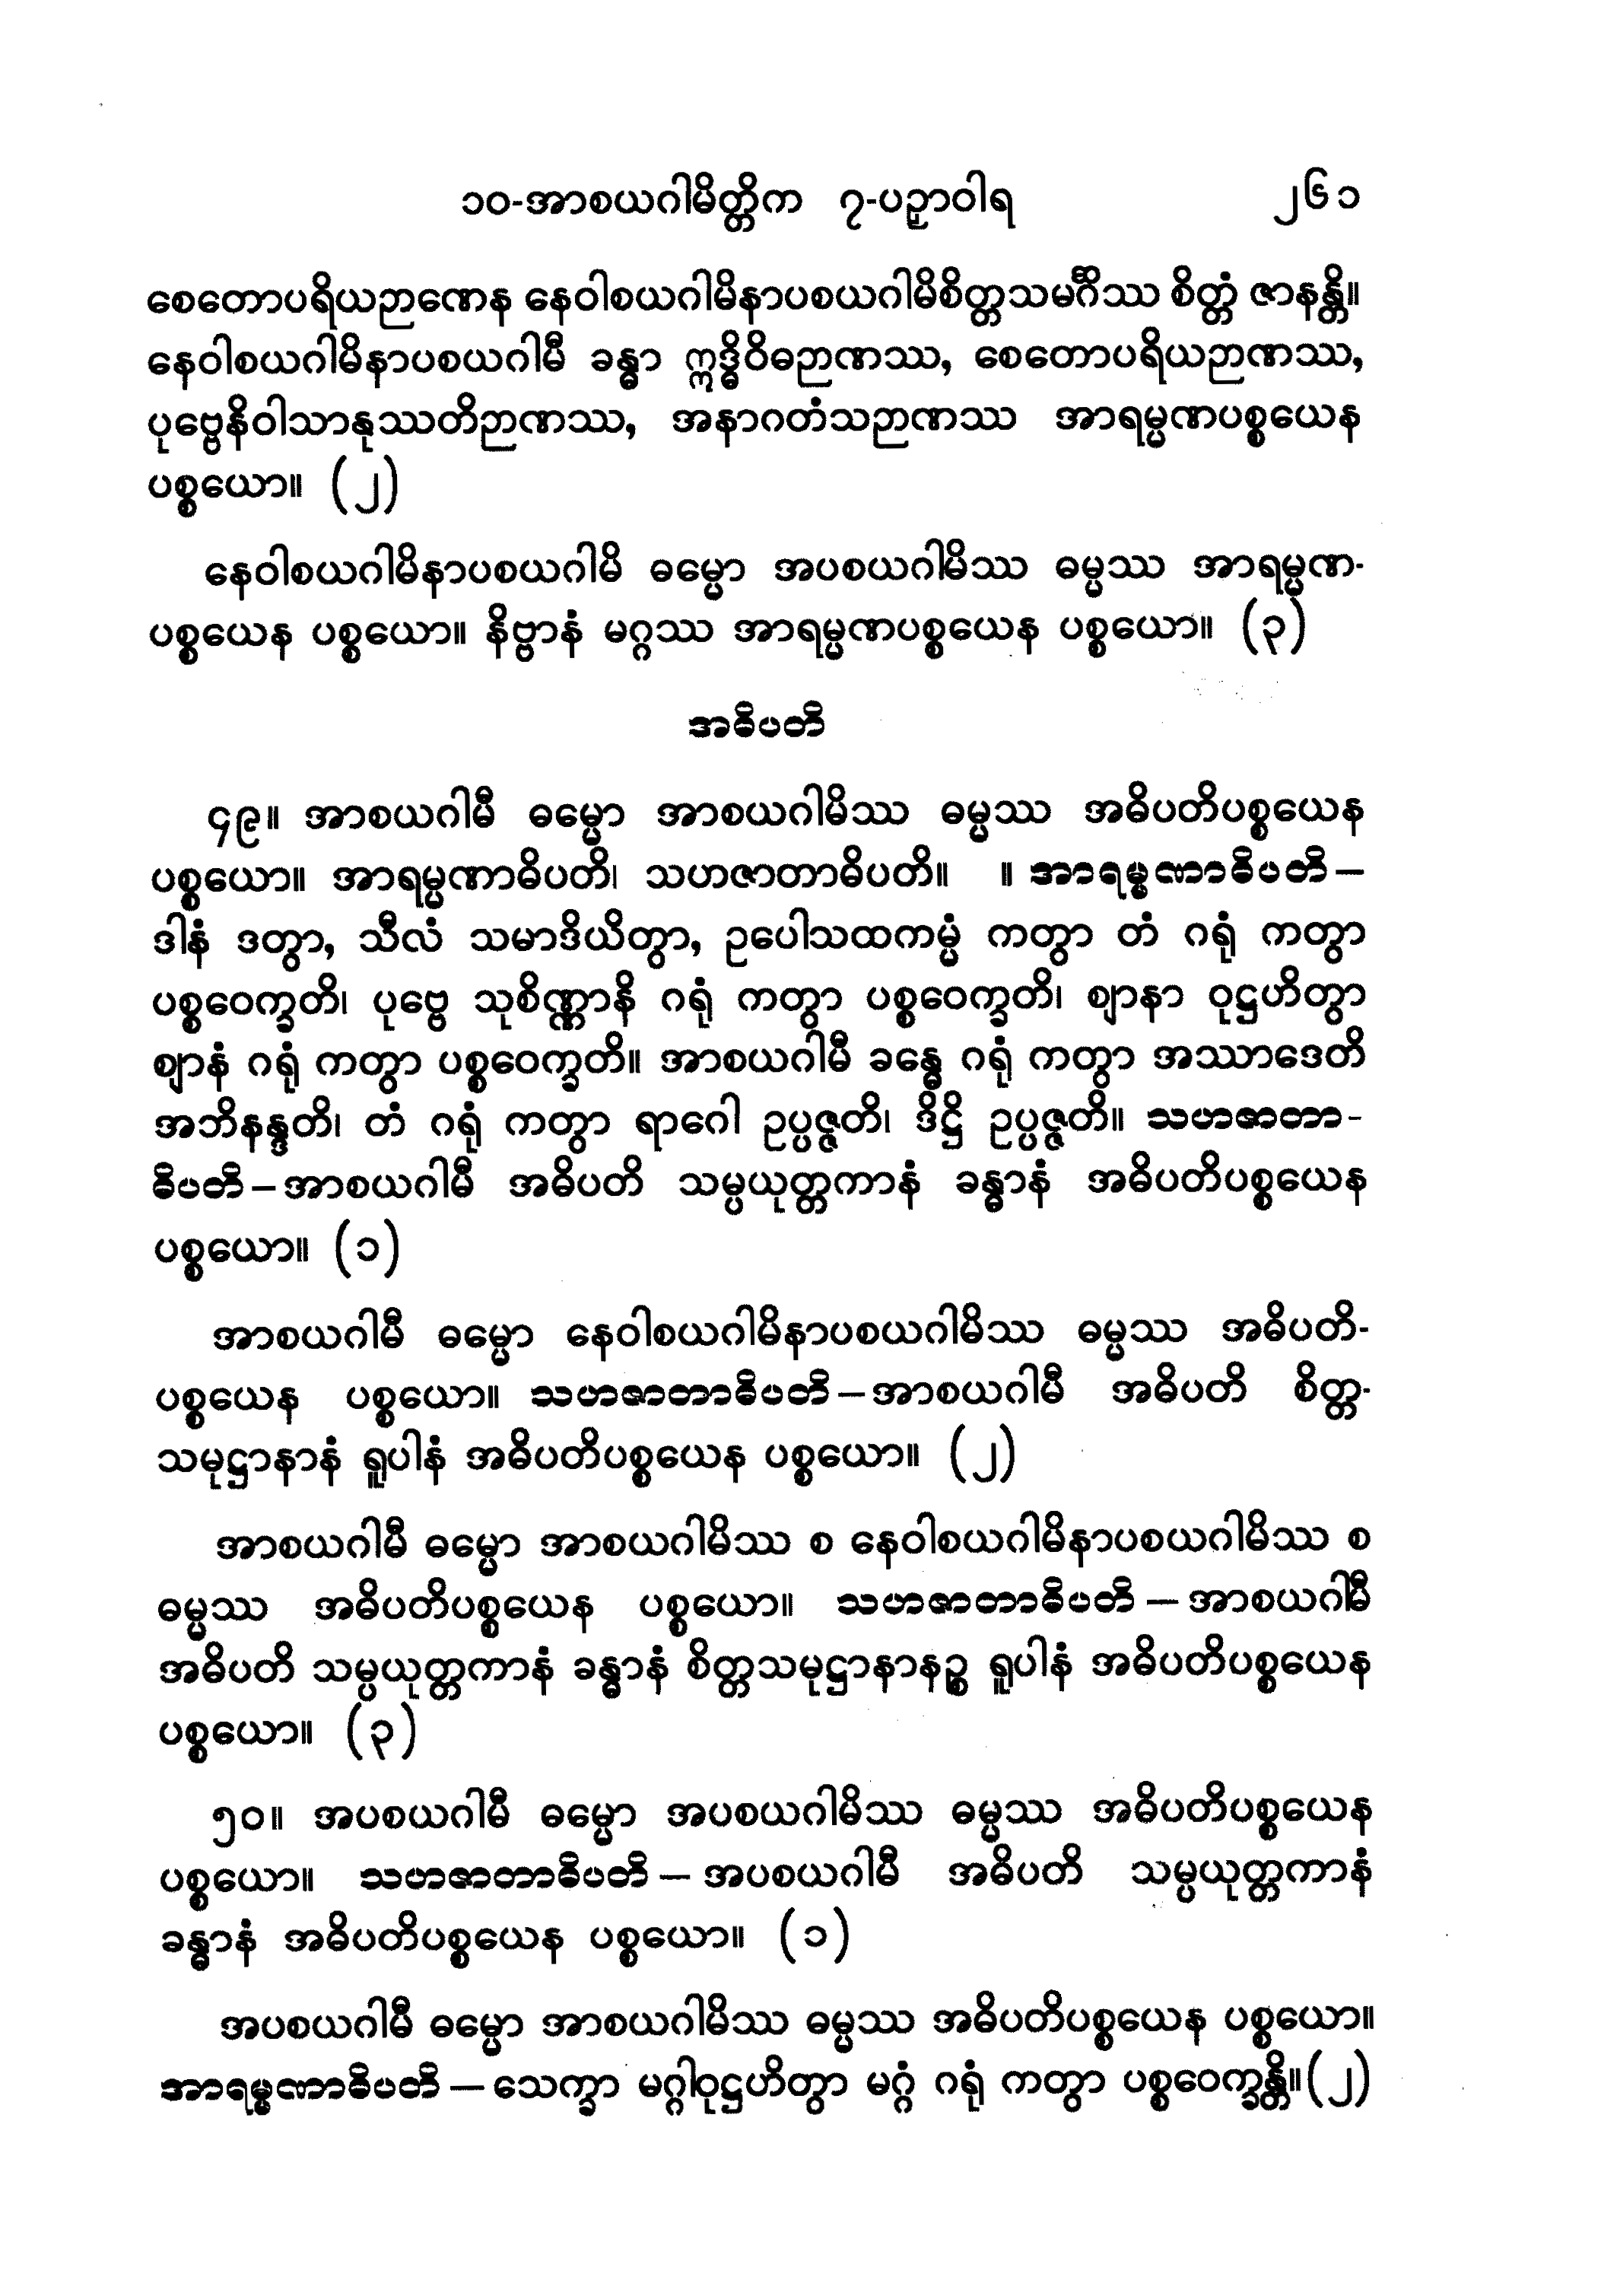 ၁၀-အာစယဂါမိတ္တိက ၇-ပဉှာဝါရ ၂၆၁
စေတောပရိယဉာဏေန နေဝါစယဂါမိနာပစယဂါမိစိတ္တသမင်္ဂိဿ စိတ္တံ ဇာနန္တိ။
နေဝါစယဂါမိနာပစယဂါမီ ခန္ဓာ ဣဒ္ဓိဝိဓဉာဏဿ, စေတောပရိယဉာဏဿ,
ပုဗ္ဗေနိဝါသာနုဿတိဉာဏဿ, အနာဂတံသဉာဏဿ အာရမ္မဏပစ္စယေန
ပစ္စယော။ (၂)
နေဝါစယဂါမိနာပစယဂါမိ ဓမ္မော အပစယဂါမိဿ ဓမ္မဿ အာရမ္မဏ-
ပစ္စယေန ပစ္စယော။ နိဗ္ဗာနံ မဂ္ဂဿ အာရမ္မဏပစ္စယေန ပစ္စယော။ (၃)
အဓိပတိ
၄၉။ အာစယဂါမီ ဓမ္မော အာစယဂါမိဿ ဓမ္မဿ အဓိပတိပစ္စယေန
ပစ္စယော။ အာရမ္မဏာဓိပတိ၊ သဟဇာတာဓိပတိ။ ။ အာရမ္မဏာဓိပတိ –
ဒါနံ ဒတွာ, သီလံ သမာဒိယိတွာ, ဥပေါသထကမ္မံ ကတွာ တံ ဂရုံ ကတွာ
ပစ္စဝေက္ခတိ၊ ပုဗ္ဗေ သုစိဏ္ဏာနိ ဂရုံ ကတွာ ပစ္စဝေက္ခတိ၊ ဈာနာ ဝုဋ္ဌဟိတွာ
ဈာနံ ဂရုံ ကတွာ ပစ္စဝေက္ခတိ။ အာစယဂါမီ ခန္ဓေ ဂရုံ ကတွာ အဿာဒေတိ
အဘိနန္ဒတိ၊ တံ ဂရုံ ကတွာ ရာဂေါ ဥပ္ပဇ္ဇတိ၊ ဒိဋ္ဌိ ဥပ္ပဇ္ဇတိ။ သဟဇာတာ-
ဓိပတိ – အာစယဂါမီ အဓိပတိ သမ္ပယုတ္တကာနံ ခန္ဓာနံ အဓိပတိပစ္စယေန
ပစ္စယော။ (၁)
အာစယဂါမီ ဓမ္မော နေဝါစယဂါမိနာပစယဂါမိဿ ဓမ္မဿ အဓိပတိ-
ပစ္စယေန ပစ္စယော။ သဟဇာတာဓိပတိ – အာစယဂါမီ အဓိပတိ စိတ္တ-
သမုဋ္ဌာနာနံ ရူပါနံ အဓိပတိပစ္စယေန ပစ္စယော။ (၂)
အာစယဂါမီ ဓမ္မော အာစယဂါမိဿ စ နေဝါစယဂါမိနာပစယဂါမိဿ စ
ဓမ္မဿ အဓိပတိပစ္စယေန ပစ္စယော။ သဟဇာတာဓိပတိ – အာစယဂါမီ
အဓိပတိ သမ္ပယုတ္တကာနံ ခန္ဓာနံ စိတ္တသမုဋ္ဌာနာနဉ္စ ရူပါနံ အဓိပတိပစ္စယေန
ပစ္စယော။ (၃)
၅၀။ အပစယဂါမီ ဓမ္မော အပစယဂါမိဿ ဓမ္မဿ အဓိပတိပစ္စယေန
ပစ္စယော။ သဟဇာတာဓိပတိ – အပစယဂါမီ အဓိပတိ သမ္ပယုတ္တကာနံ
ခန္ဓာနံ အဓိပတိပစ္စယေန ပစ္စယော။ (၁)
အပစယဂါမီ ဓမ္မော အာစယဂါမိဿ ဓမ္မဿ အဓိပတိပစ္စယေန ပစ္စယော။
အာရမ္မဏာဓိပတိ – သေက္ခာ မဂ္ဂါဝုဋ္ဌဟိတွာ မဂ္ဂံ ဂရုံ ကတွာ ပစ္စဝေက္ခန္တိ။ (၂)